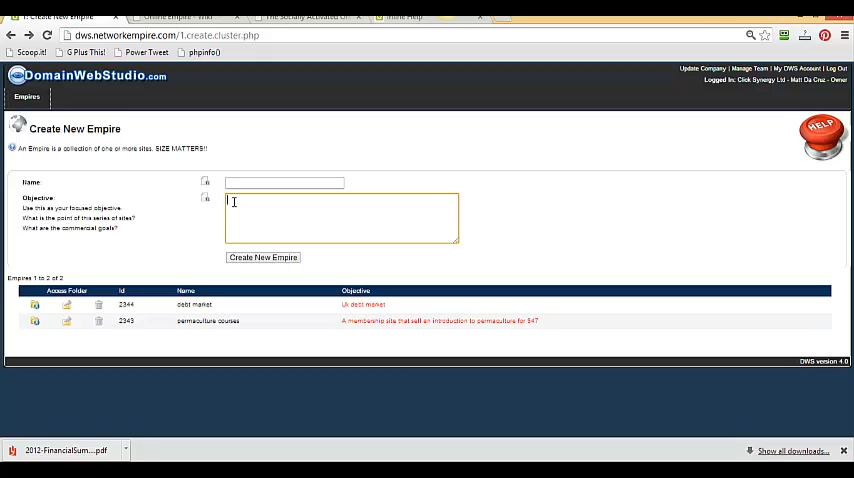 1. Create New Empire
Online Empire - Wiki
The Socially Activated O
Inline Help
dws.networkempire.com/1.create.cluster.php
Scoop.it!
G Plus This!
Power Tweet
phpinfo()
DomainWebStudio.com
Update Company | Manage Team | My DWS Account | Log Out
Logged In: Click Synergy Ltd - Matt Da Cruz - Owner
Empires
Create New Empire
HELP
An Empire is a collection of one or more sites. SIZE MATTERS!!
Name:
Objective:
Use this as your focused objective.
What is the point of this series of sites?
What are the commercial goals?
Create New Empire
Empires 1 to 2 of 2
Access Folder Id Name Objective
2344 debt market Uk debt market
2343 permaculture courses A membership site that sell an introduction to permaculture for $47
DWS version 4.0
2012-FinancialSum....pdf
Show all downloads...